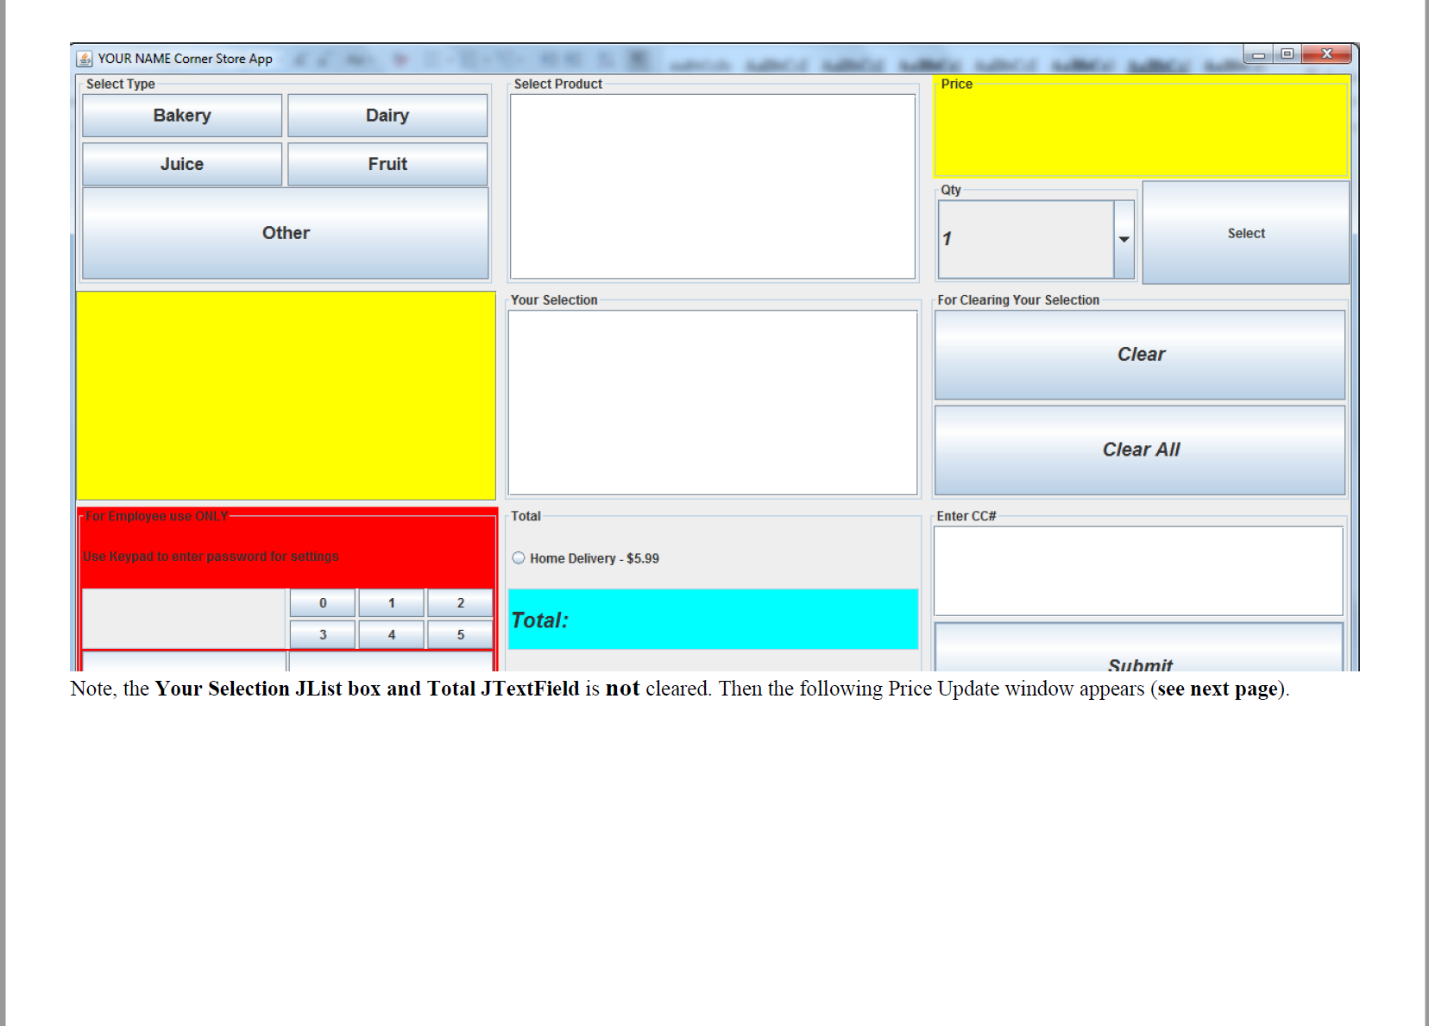 YOUR NAME Corner Store App
Select Type
Bakery
Dairy
Juice
Fruit
Other
Select Product
Price
Qty
1
Select
Your Selection
For Clearing Your Selection
Clear
Clear All
For Employee use ONLY
Use Keypad to enter password for settings
0 1 2
3 4 5
Total
Home Delivery - $5.99
Total:
Enter CC#
Submit
Note, the Your Selection JList box and Total JTextField is not cleared. Then the following Price Update window appears (see next page).